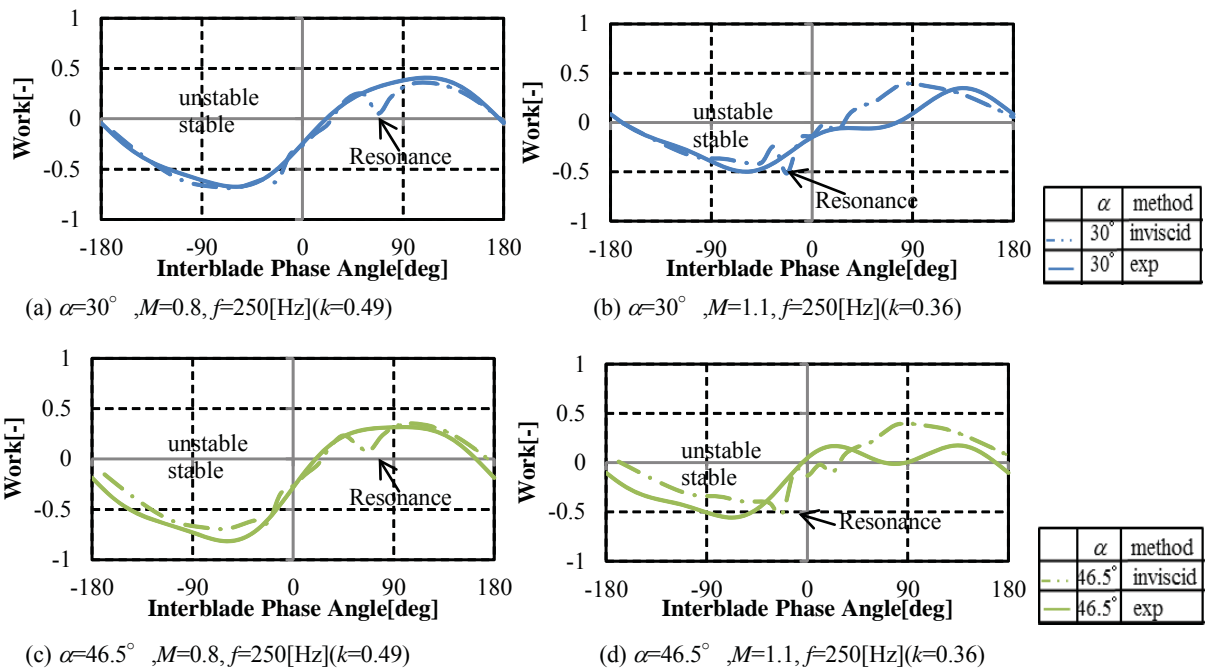 1
0.5
0
-0.5
-1
Work[-]
unstable
stable
Resonance
-180 -90 0 90 180
Interblade Phase Angle[deg]
(a) α=30° ,M=0.8, f=250[Hz](k=0.49)
1
0.5
0
-0.5
-1
Work[-]
unstable
stable
Resonance
-180 -90 0 90 180
Interblade Phase Angle[deg]
(b) α=30° ,M=1.1, f=250[Hz](k=0.36)
α method
30° inviscid
30° exp
1
0.5
0
-0.5
-1
Work[-]
unstable
stable
Resonance
-180 -90 0 90 180
Interblade Phase Angle[deg]
(c) α=46.5° ,M=0.8, f=250[Hz](k=0.49)
1
0.5
0
-0.5
-1
Work[-]
unstable
stable
Resonance
-180 -90 0 90 180
Interblade Phase Angle[deg]
(d) α=46.5° ,M=1.1, f=250[Hz](k=0.36)
α method
46.5° inviscid
46.5° exp